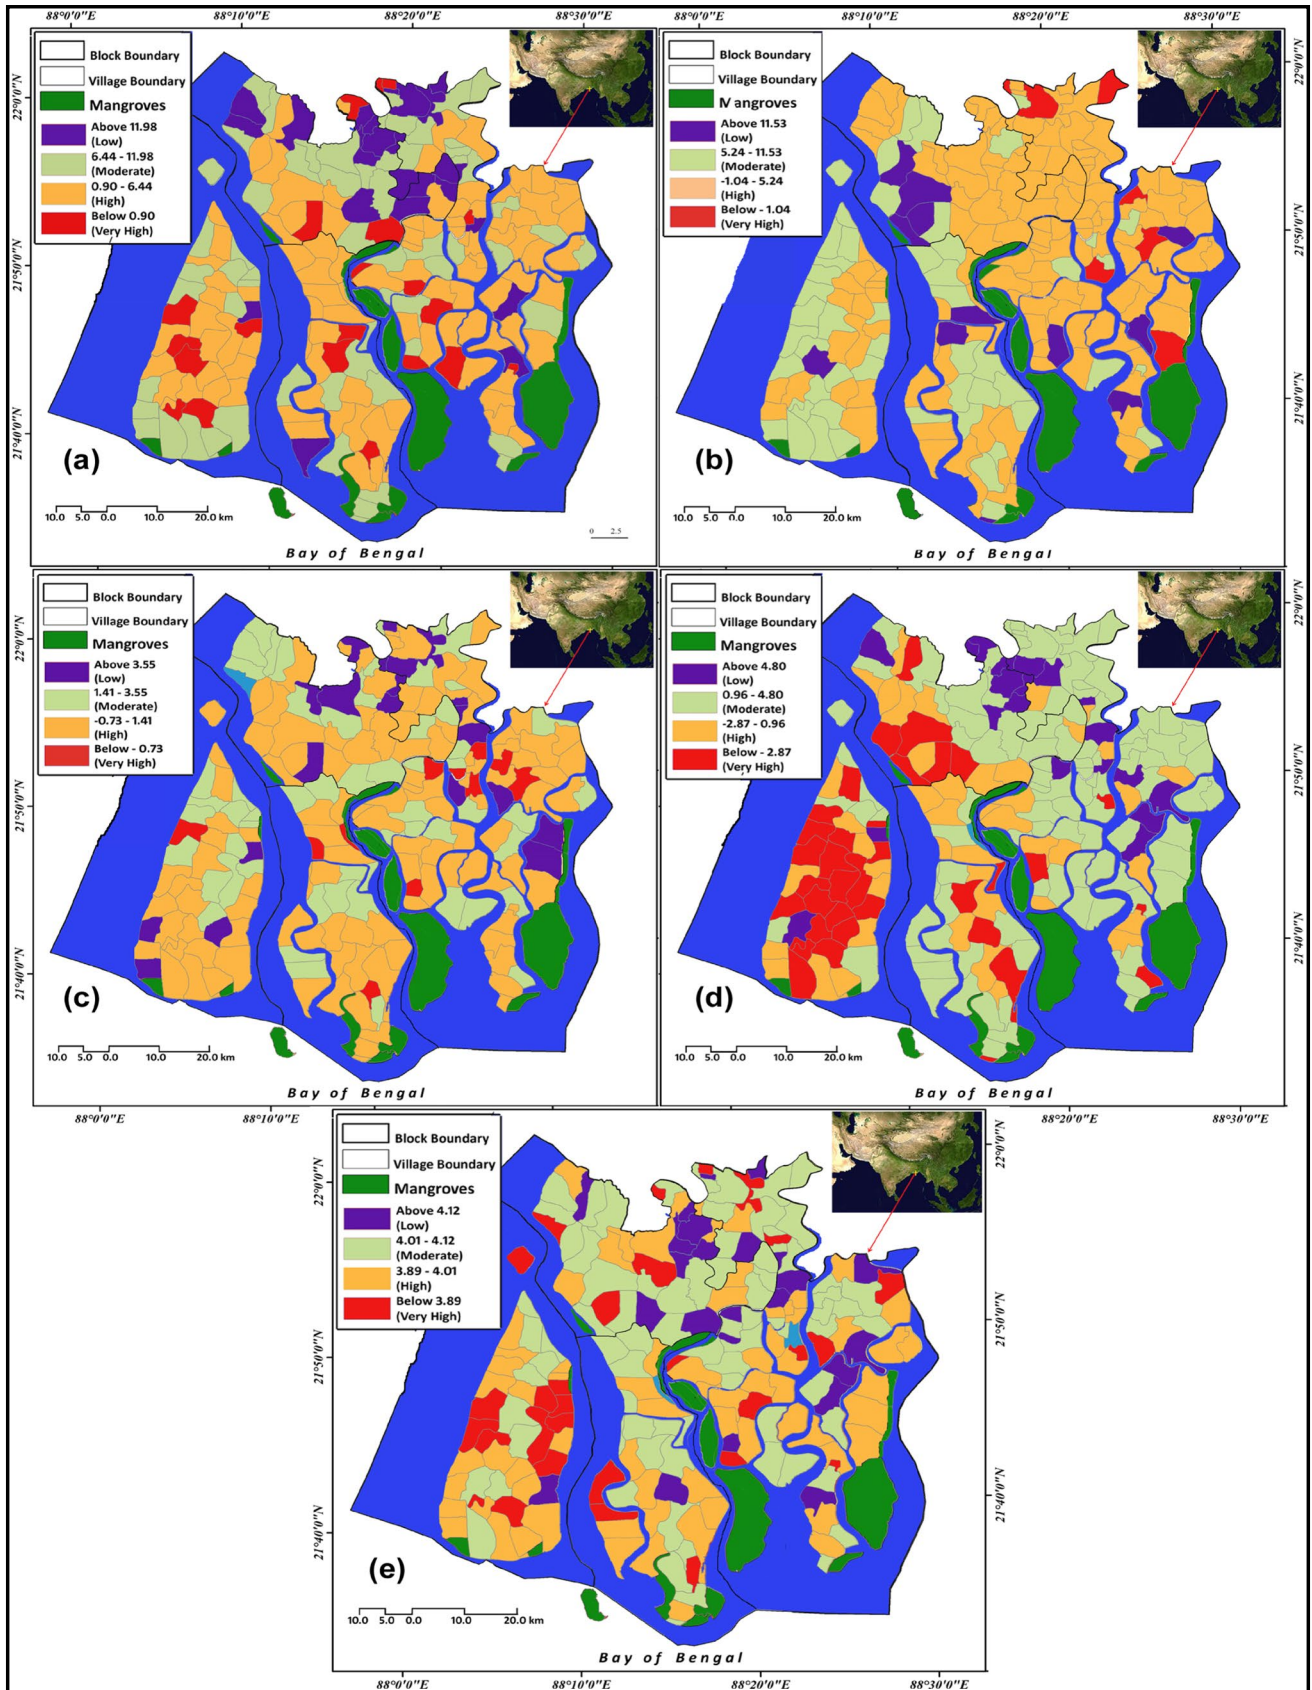 88°0'0"E
88°10'0"E
88°20'0"E
88°30'0"E
88°0'0"E
88°10'0"E
88°20'0"E
88°30'0"E
Block Boundary
Village Boundary
Mangroves
Above 11.98
(Low)
6.44 - 11.98
(Moderate)
0.90 - 6.44
(High)
Below 0.90
(Very High)
22°0'0"N
21°50'0"N
21°40'0"N
(a)
10.0 5.0 0.0 10.0 20.0 km
0 2.5
Bay of Bengal
Block Boundary
Village Boundary
M angroves
Above 11.53
(Low)
5.24 - 11.53
(Moderate)
-1.04 - 5.24
(High)
Below - 1.04
(Very High)
22°0'0"N
21°50'0"N
21°40'0"N
(b)
10.0 5.0 0.0 10.0 20.0 km
Bay of Bengal
Block Boundary
Village Boundary
Mangroves
Above 3.55
(Low)
1.41 - 3.55
(Moderate)
-0.73 - 1.41
(High)
Below - 0.73
(Very High)
22°0'0"N
21°50'0"N
21°40'0"N
(c)
10.0 5.0 0.0 10.0 20.0 km
Bay of Bengal
Block Boundary
Village Boundary
Mangroves
Above 4.80
(Low)
0.96 - 4.80
(Moderate)
-2.87 - 0.96
(High)
Below - 2.87
(Very High)
22°0'0"N
21°50'0"N
21°40'0"N
(d)
10.0 5.0 0.0 10.0 20.0 km
Bay of Bengal
88°0'0"E
88°10'0"E
88°20'0"E
88°30'0"E
Block Boundary
Village Boundary
Mangroves
Above 4.12
(Low)
4.01 - 4.12
(Moderate)
3.89 - 4.01
(High)
Below 3.89
(Very High)
22°0'0"N
21°50'0"N
21°40'0"N
22°0'0"N
21°50'0"N
21°40'0"N
(e)
10.0 5.0 0.0 10.0 20.0 km
Bay of Bengal
88°0'0"E
88°10'0"E
88°20'0"E
88°30'0"E